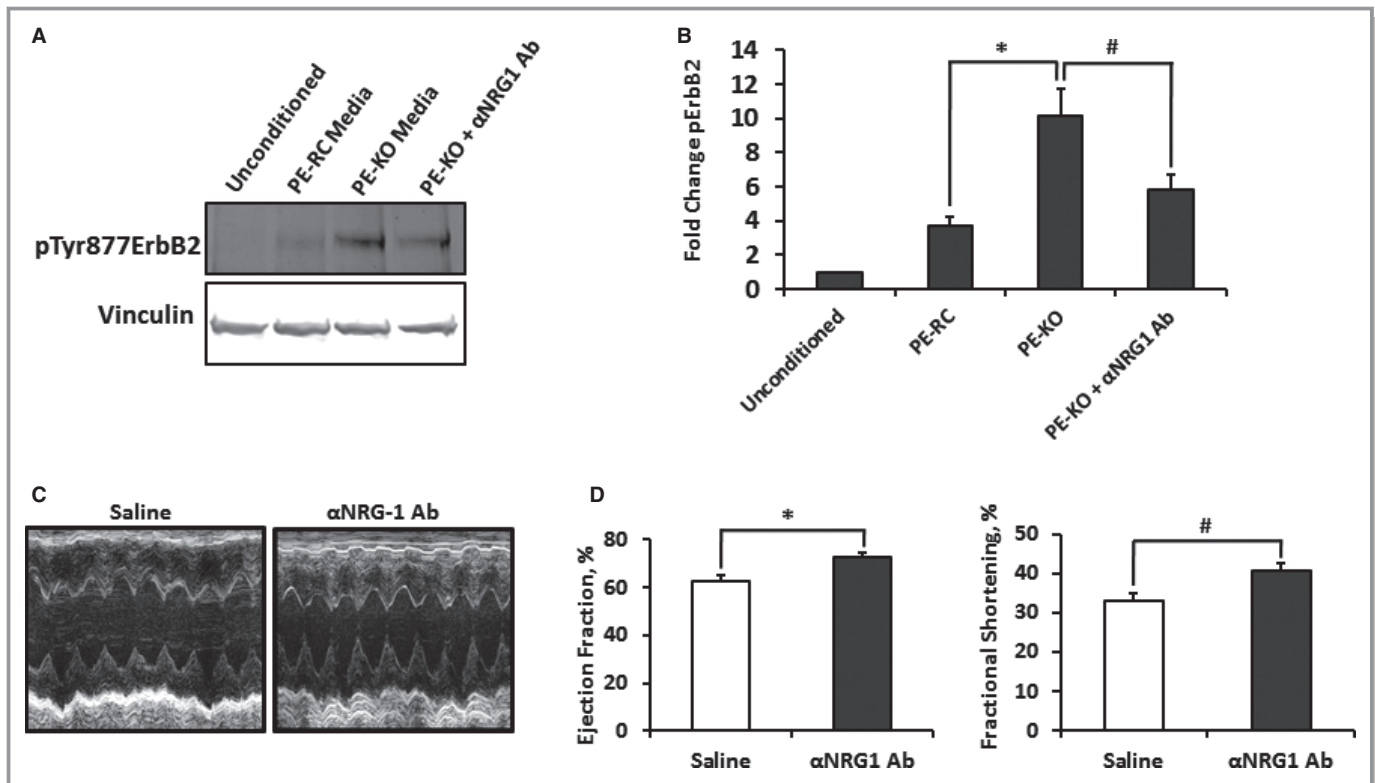 A
Unconditioned
PE-RC Media
PE-KO Media
PE-KO + αNRG1 Ab
pTyr877ErbB2
Vinculin
B
Fold Change pErbB2
14
12
10
8
6
4
2
0
*
#
Unconditioned
PE-RC
PE-KO
PE-KO + αNRG1 Ab
C
Saline
αNRG-1 Ab
D
Ejection Fraction, %
80
60
40
20
0
*
Saline
αNRG1 Ab
Fractional Shortening, %
50
40
30
20
10
0
#
Saline
αNRG1 Ab